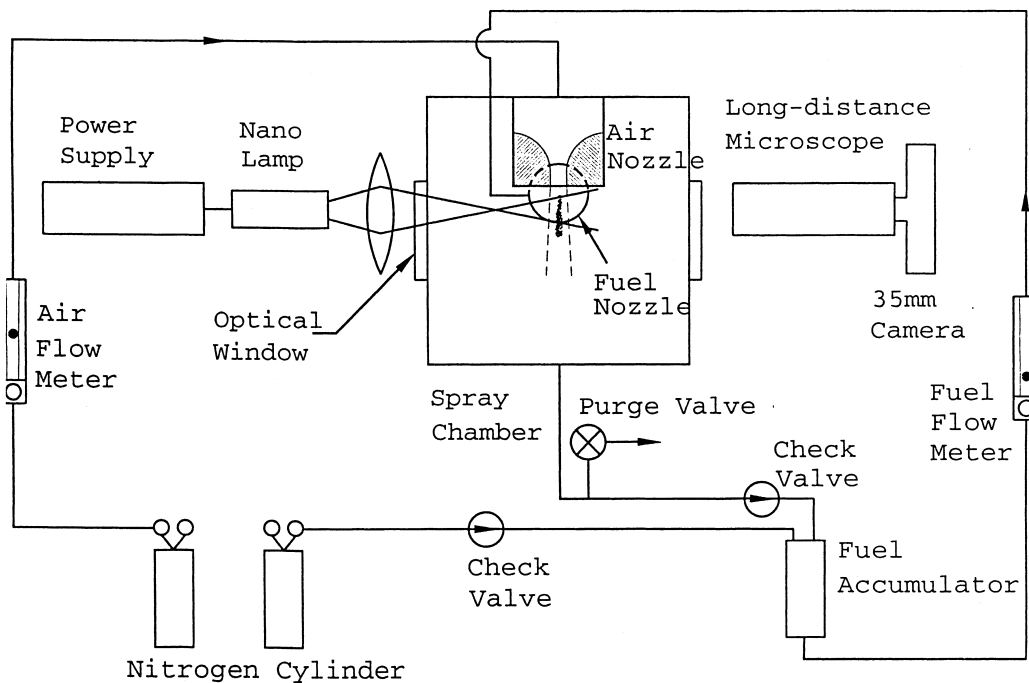 Power
Supply
Nano
Lamp
Air
Nozzle
Long-distance
Microscope
Fuel
Nozzle
35mm
Camera
Air
Flow
Meter
Optical
Window
Spray
Chamber
Purge Valve
Check
Valve
Fuel
Flow
Meter
Check
Valve
Fuel
Accumulator
Nitrogen Cylinder